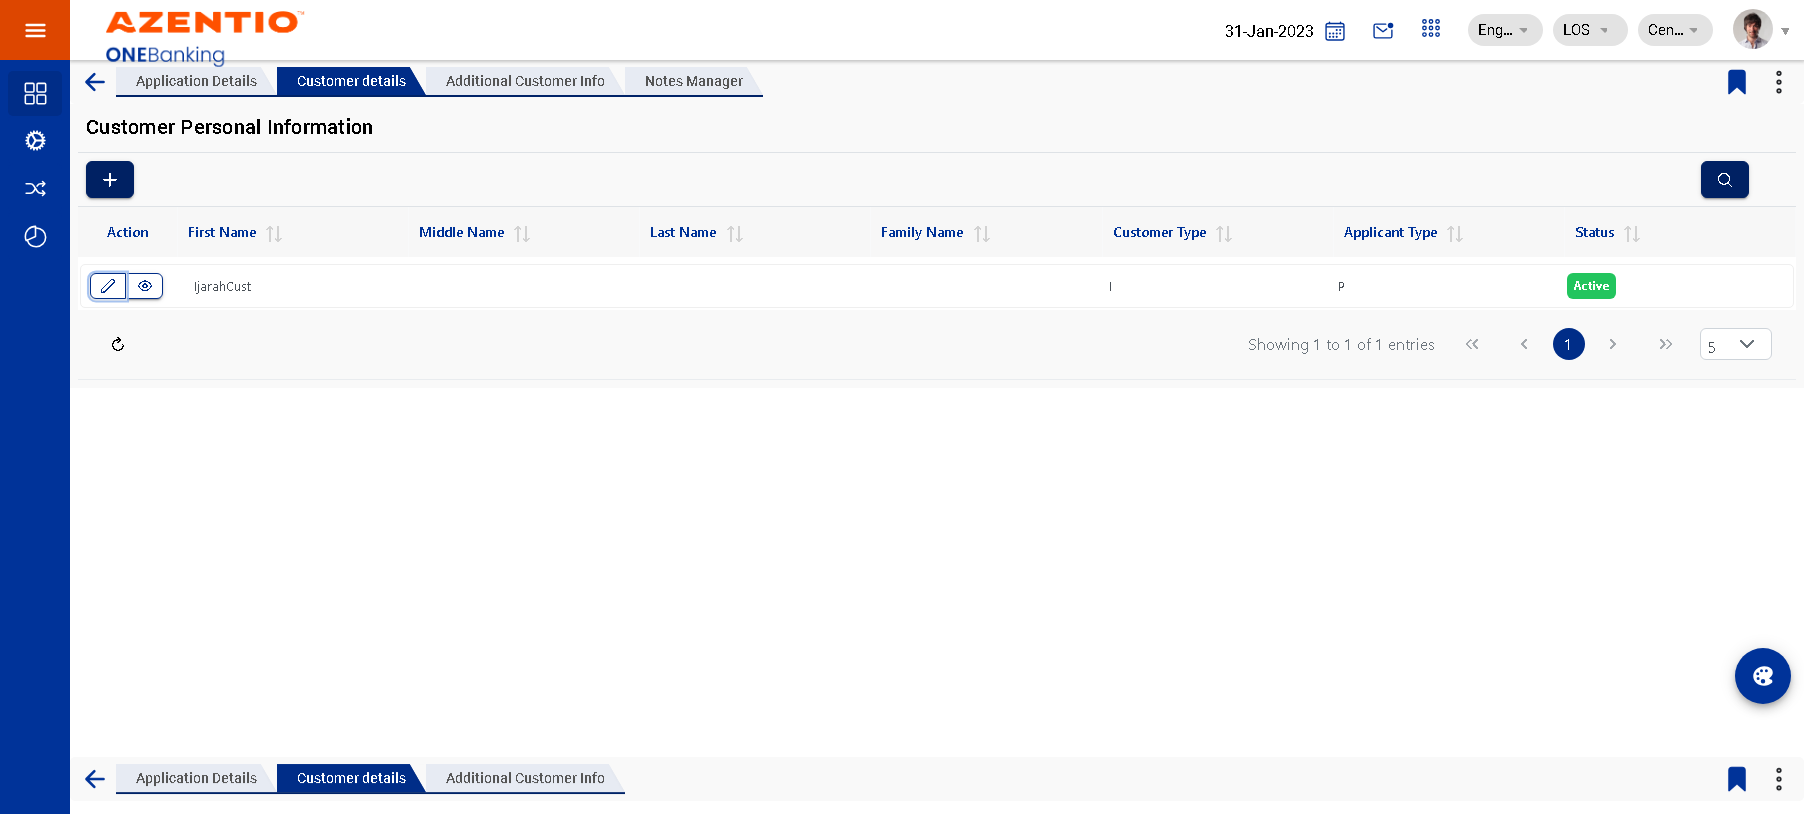 AZENTIO™
ONEBanking
31-Jan-2023
Eng...
LOS
Cen...
Application Details
Customer details
Additional Customer Info
Notes Manager
Customer Personal Information
Action
First Name
Middle Name
Last Name
Family Name
Customer Type
Applicant Type
Status
IjarahCust
I
P
Active
Showing 1 to 1 of 1 entries
1
5
Application Details
Customer details
Additional Customer Info